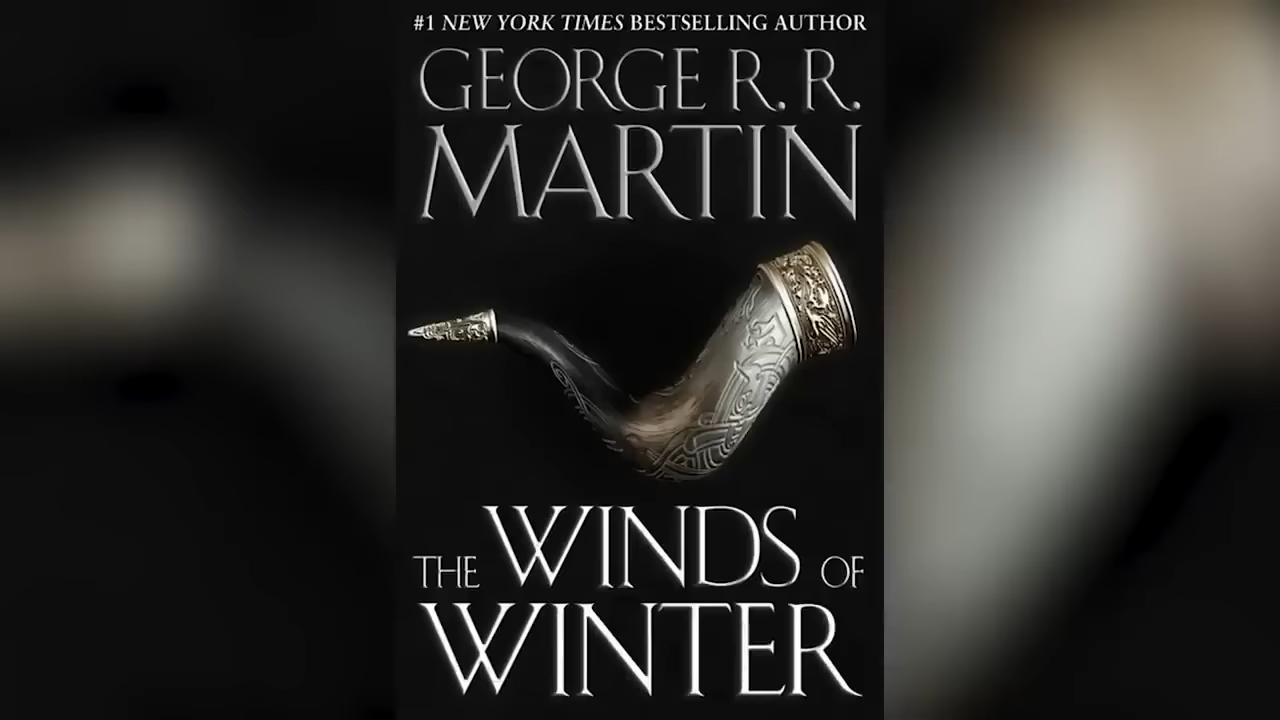 #1 NEW YORK TIMES BESTSELLING AUTHOR
GEORGE R. R.
MARTIN
THE WINDS OF
WINTER